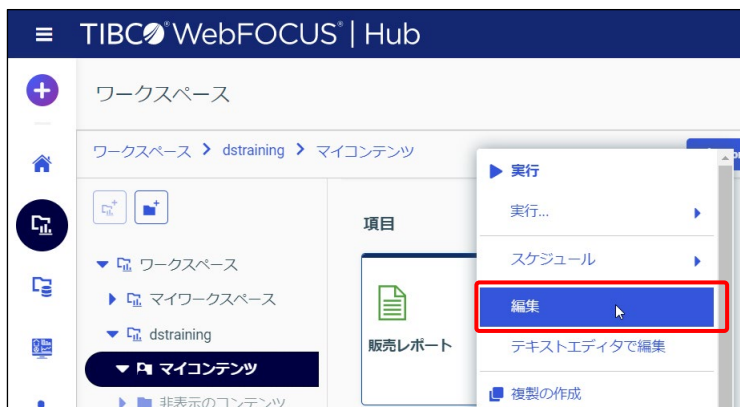 TIBCO® WebFOCUS® | Hub
ワークスペース
ワークスペース > dstraining > マイコンテンツ
項目
ワークスペース
マイワークスペース
dstraining
マイコンテンツ
非表示のコンテンツ
販売レポート
実行
実行...
スケジュール
編集
テキストエディタで編集
複製の作成